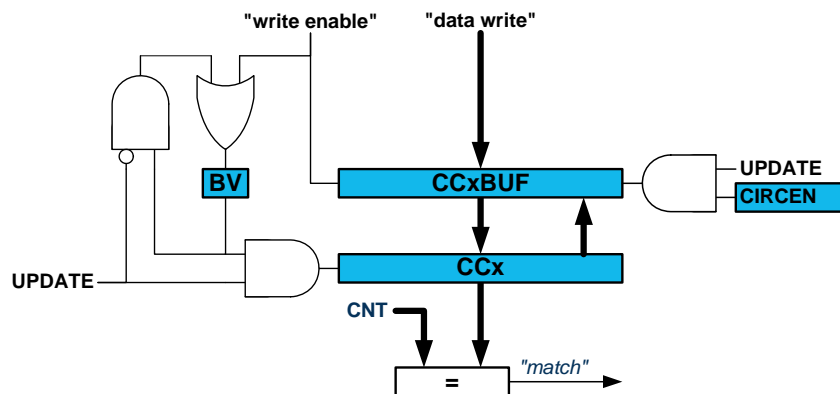 "write enable"
"data write"
BV
CCxBUF
UPDATE
CIRCEN
UPDATE
CCx
CNT
"match"
=